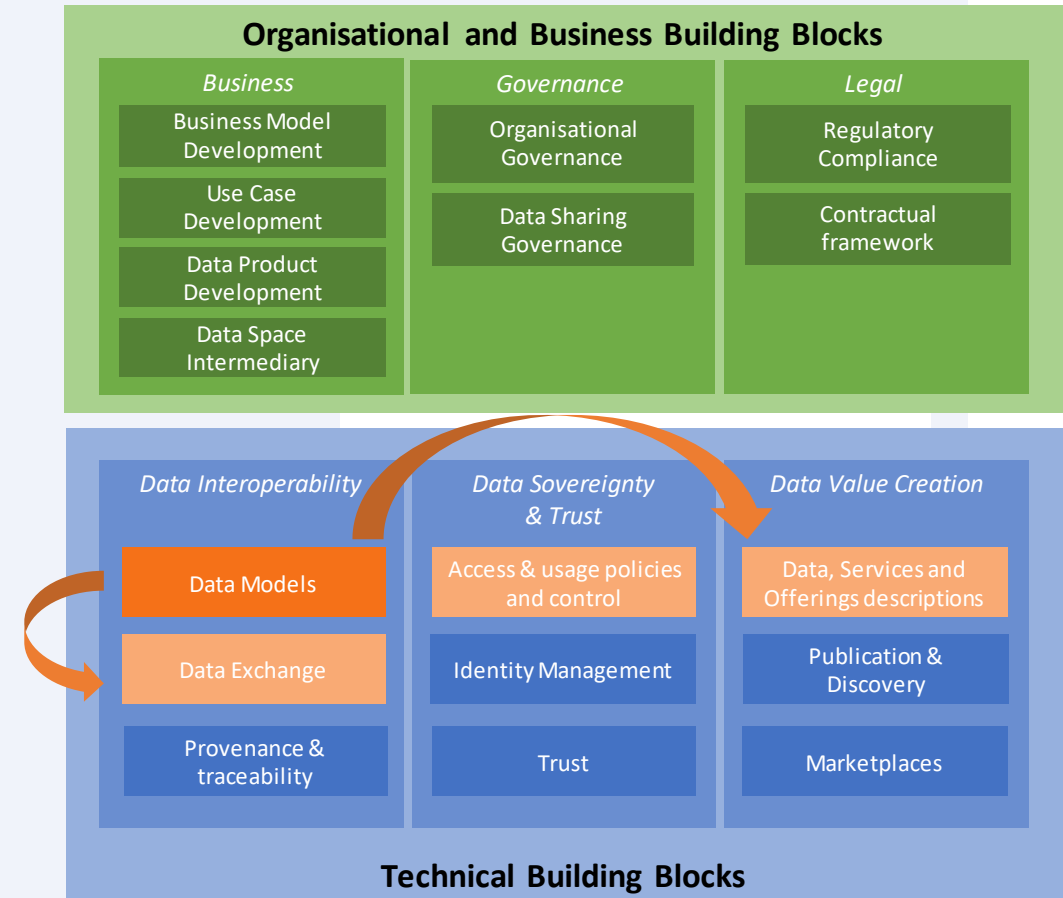 Organisational and Business Building Blocks
Business
Business Model
Development
Use Case
Development
Data Product
Development
Data Space
Intermediary
Governance
Organisational
Governance
Data Sharing
Governance
Legal
Regulatory
Compliance
Contractual
framework
Data Interoperability
Data Models
Data Exchange
Provenance &
traceability
Data Sovereignty
& Trust
Access & usage policies
and control
Identity Management
Trust
Data Value Creation
Data, Services and
Offerings descriptions
Publication &
Discovery
Marketplaces
Technical Building Blocks